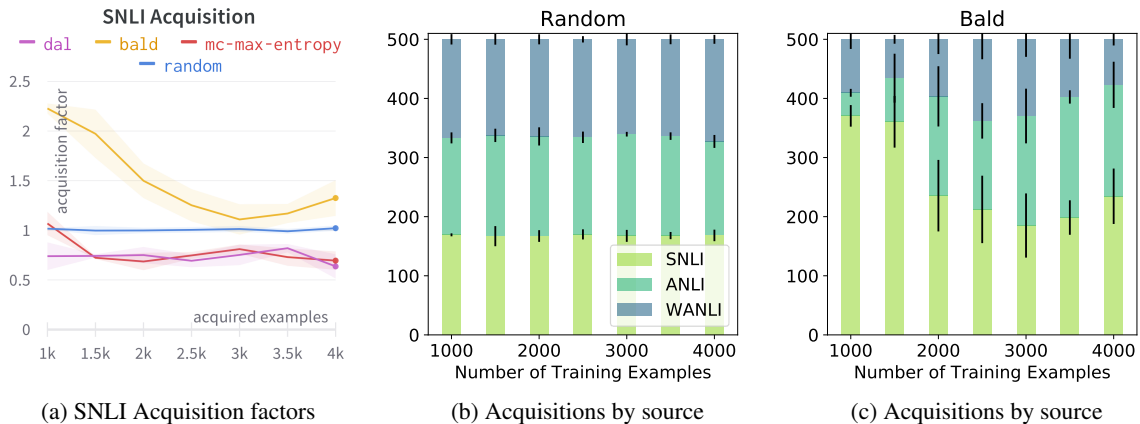 SNLI Acquisition
dal bald mc-max-entropy
random
2.5
2
1.5
1
0.5
0
acquisition factor
acquired examples
1k 1.5k 2k 2.5k 3k 3.5k 4k
(a) SNLI Acquisition factors
Random
500
400
300
200
100
0
SNLI
ANLI
WANLI
1000 2000 3000 4000
Number of Training Examples
(b) Acquisitions by source
Bald
500
400
300
200
100
0
1000 2000 3000 4000
Number of Training Examples
(c) Acquisitions by source